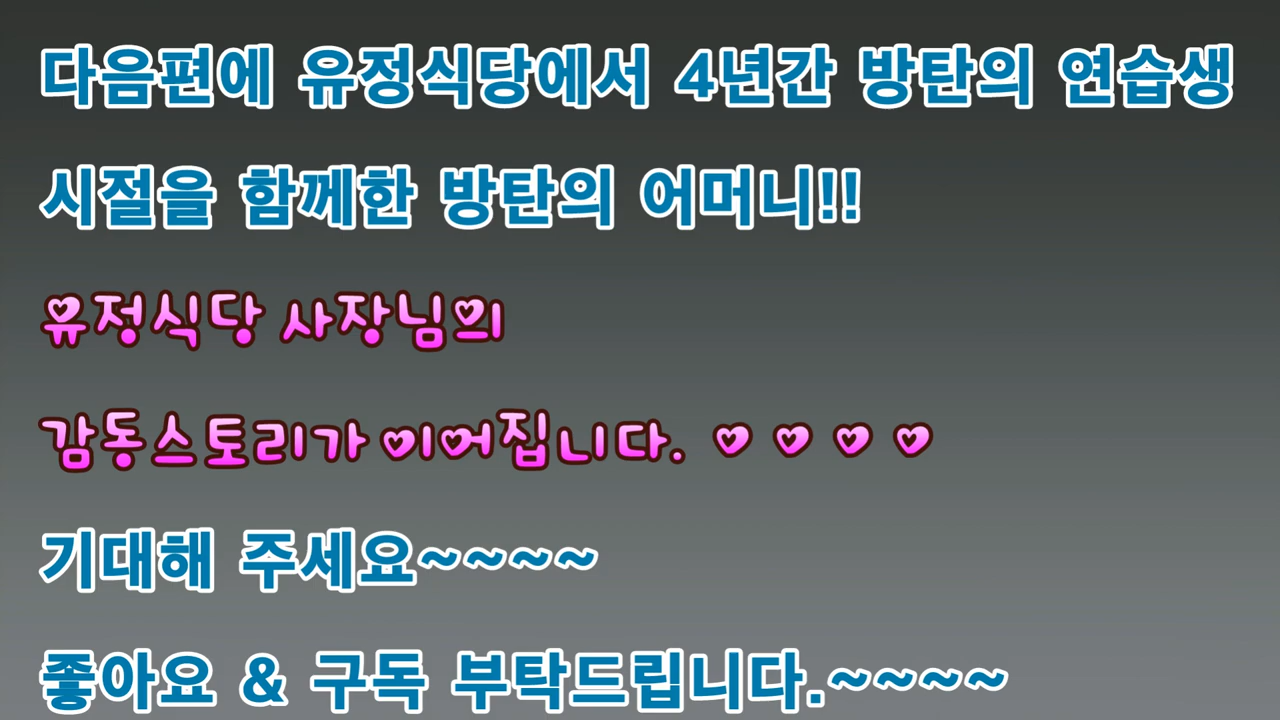 다음편에 유정식당에서 4년간 방탄의 연습생
시절을 함께한 방탄의 어머니!!
유정식당 사장님의
감동스토리가 이어집니다. ♡ ♡ ♡ ♡
기대해 주세요~~~~
좋아요 & 구독 부탁드립니다.~~~~